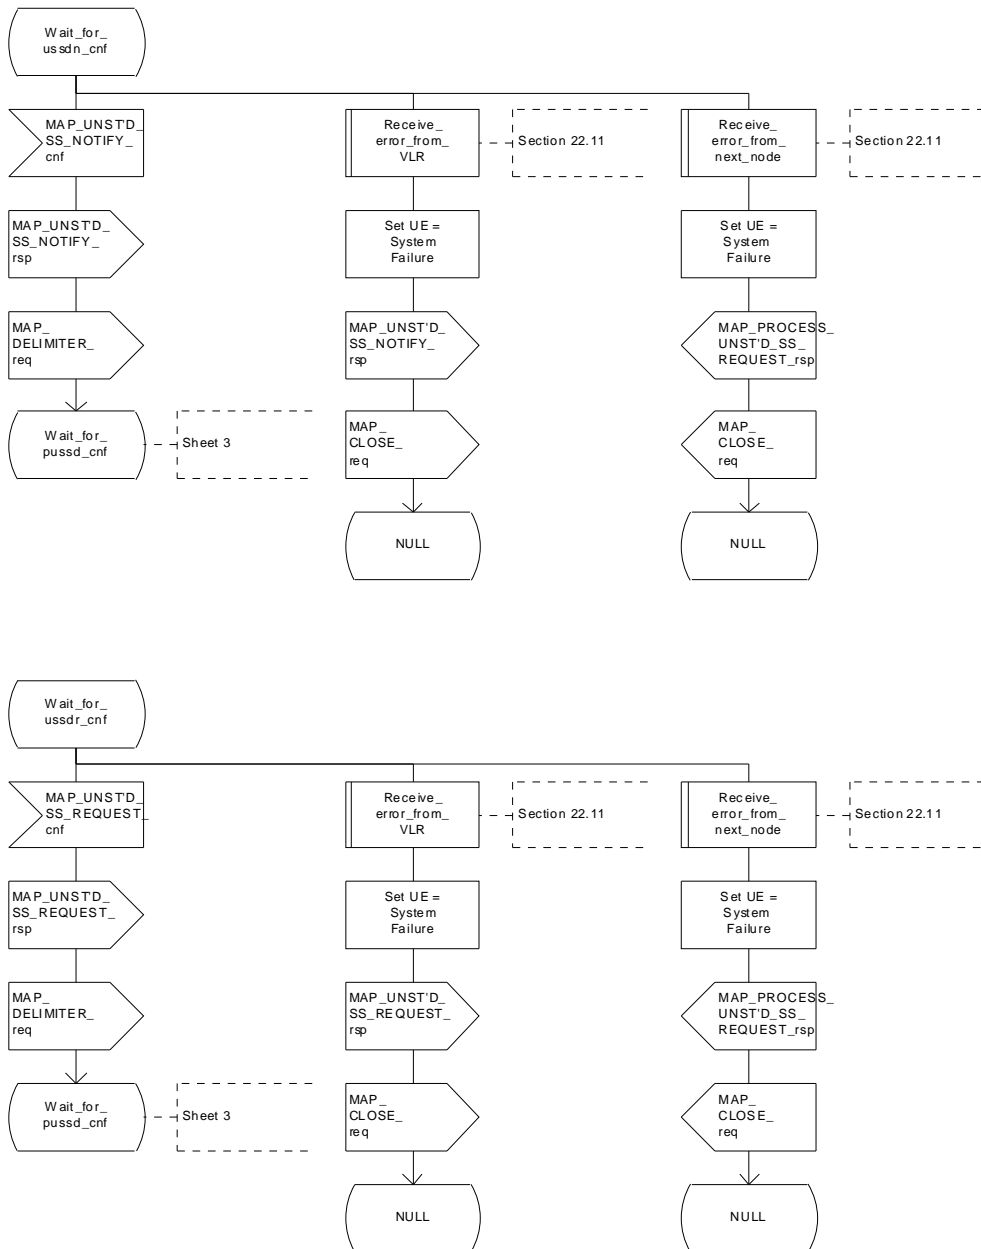 Wait_for_
ussdn_cnf
MAP_UNST'D_
SS_NOTIFY_
cnf
Receive_
error_from_
VLR
Section 22.11
Receive_
error_from_
next_node
Section 22.11
MAP_UNST'D_
SS_NOTIFY_
rsp
Set UE =
System
Failure
Set UE =
System
Failure
MAP_
DELIMITER_
req
MAP_UNST'D_
SS_NOTIFY_
rsp
MAP_PROCESS_
UNST'D_SS_
REQUEST_rsp
Wait_for_
pussd_cnf
Sheet 3
MAP_
CLOSE_
req
MAP_
CLOSE_
req
NULL
NULL
Wait_for_
ussdr_cnf
MAP_UNST'D_
SS_REQUEST_
cnf
Receive_
error_from_
VLR
Section 22.11
Receive_
error_from_
next_node
Section 22.11
MAP_UNST'D_
SS_REQUEST_
rsp
Set UE =
System
Failure
Set UE =
System
Failure
MAP_
DELIMITER_
req
MAP_UNST'D_
SS_REQUEST_
rsp
MAP_PROCESS_
UNST'D_SS_
REQUEST_rsp
Wait_for_
pussd_cnf
Sheet 3
MAP_
CLOSE_
req
MAP_
CLOSE_
req
NULL
NULL